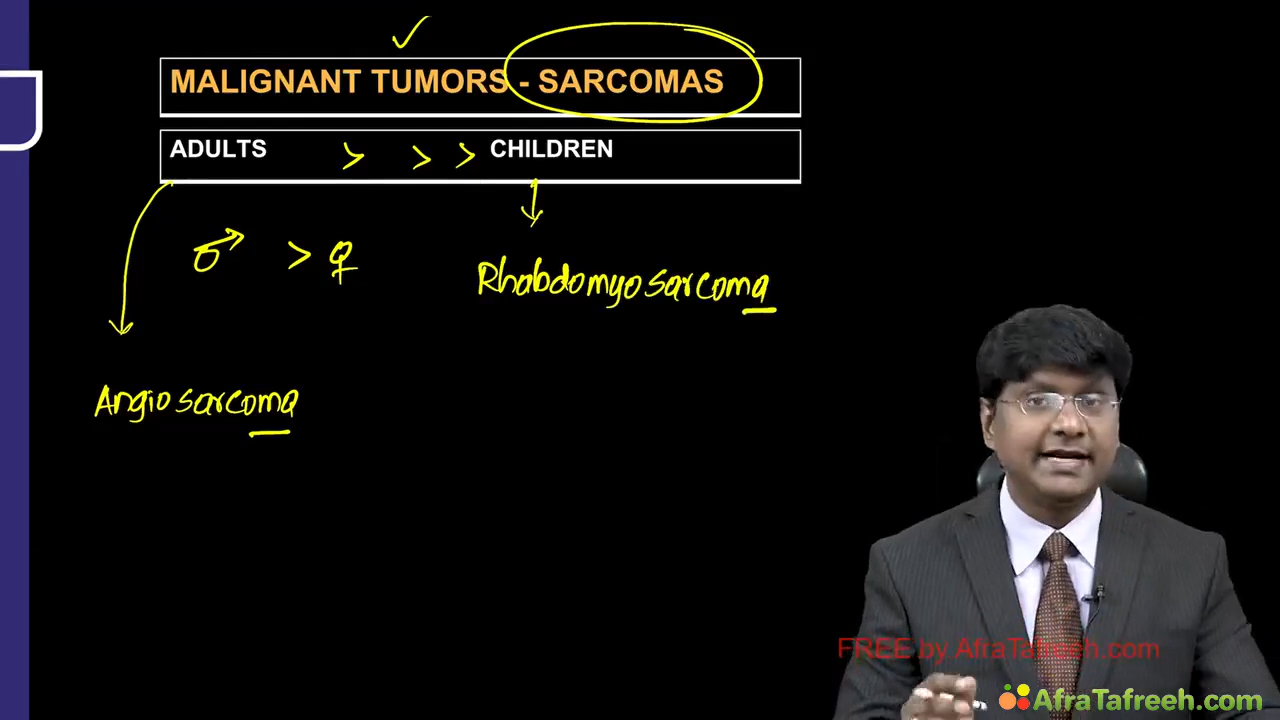 MALIGNANT TUMORS - SARCOMAS
ADULTS > > > CHILDREN
♂ > ♀
Rhabdomyosarcoma
Angiosarcoma
FREE by AfraTafreeh.com
AfraTafreeh.com